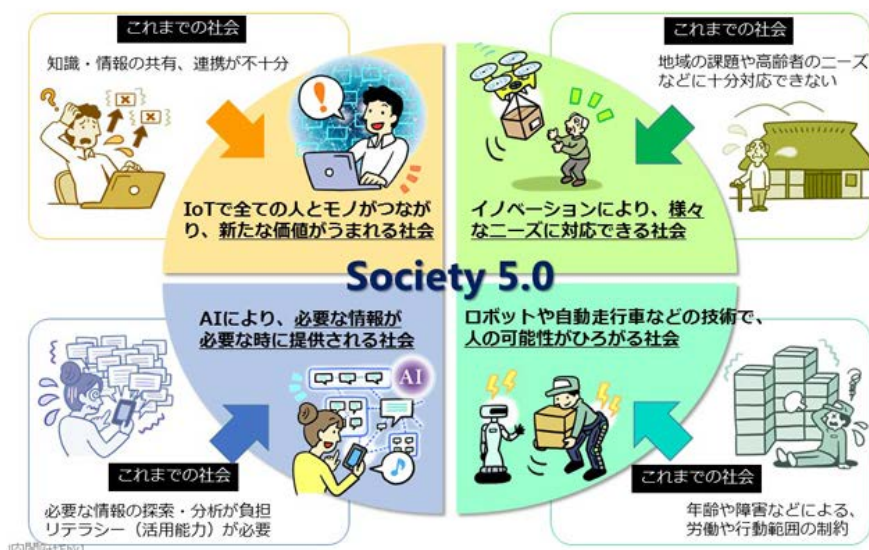 これまでの社会
知識・情報の共有、連携が不十分
IoTで全ての人とモノがつなが
り、新たな価値がうまれる社会
これまでの社会
地域の課題や高齢者のニーズ
などに十分対応できない
イノベーションにより、様々
なニーズに対応できる社会
Society 5.0
AIにより、必要な情報が
必要な時に提供される社会
AI
これまでの社会
必要な情報の探索・分析が負担
リテラシー（活用能力）が必要
ロボットや自動走行車などの技術で、
人の可能性がひろがる社会
これまでの社会
年齢や障害などによる、
労働や行動範囲の制約